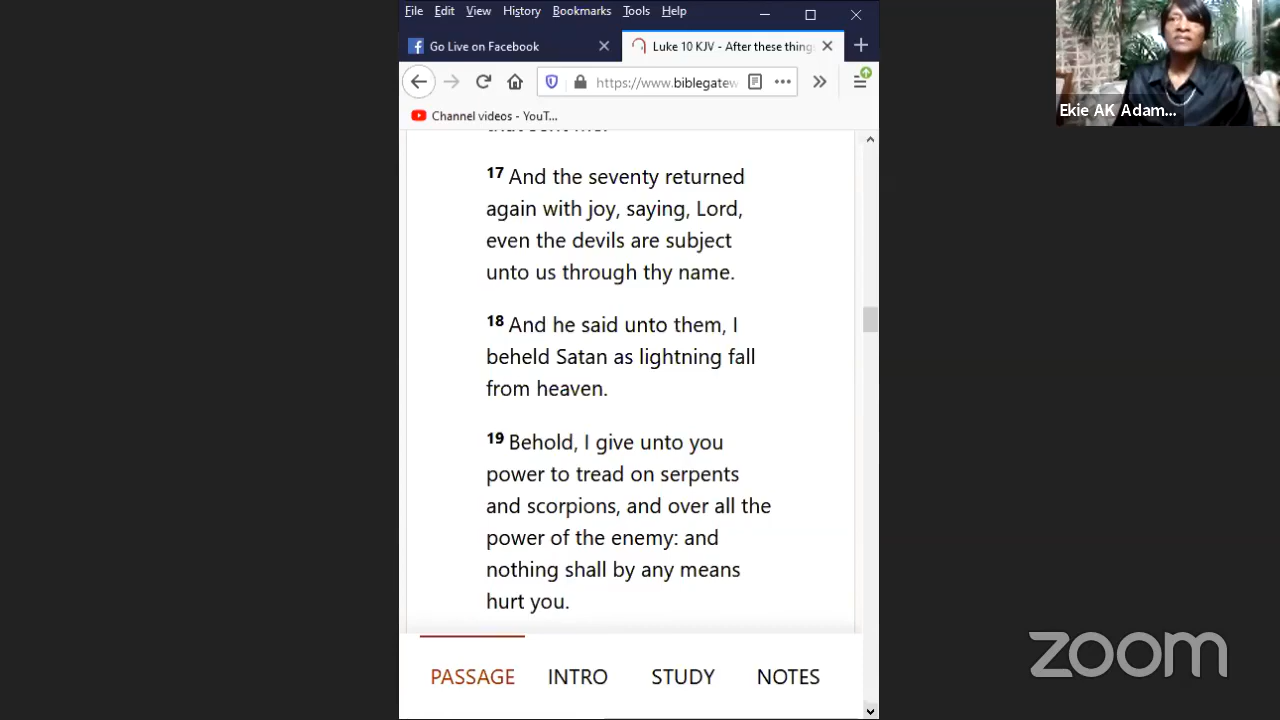 File Edit View History Bookmarks Tools Help
Go Live on Facebook
Luke 10 KJV - After these thing
https://www.biblegatew
Channel videos - YouT...
17 And the seventy returned
again with joy, saying, Lord,
even the devils are subject
unto us through thy name.
18 And he said unto them, I
beheld Satan as lightning fall
from heaven.
19 Behold, I give unto you
power to tread on serpents
and scorpions, and over all the
power of the enemy: and
nothing shall by any means
hurt you.
PASSAGE INTRO STUDY NOTES
Ekie AK Adam...
zoom